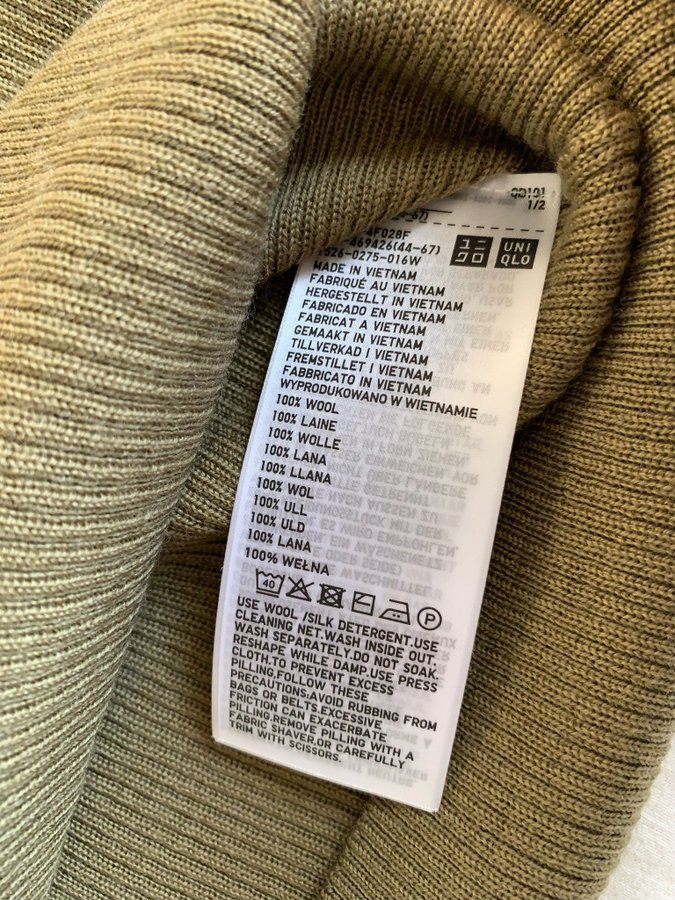 1/2
4F028F
-469426(44-67)
526-0275-016W
ユニクロ
UNI
QLO
MADE IN VIETNAM
FABRIQUÉ AU VIETNAM
HERGESTELLT IN VIETNAM
FABRICADO EN VIETNAM
FABRICAT A VIETNAM
GEMAAKT IN VIETNAM
TILLVERKAD I VIETNAM
FREMSTILLET I VIETNAM
FABBRICATO IN VIETNAM
WYPRODUKOWANO W WIETNAMIE
100% WOOL
100% LAINE
100% WOLLE
100% LANA
100% LLANA
100% WOL
100% ULL
100% ULD
100% LANA
100% WEŁNA
40
P
USE WOOL /SILK DETERGENT.USE
CLEANING NET.WASH INSIDE OUT.
WASH SEPARATELY.DO NOT SOAK.
RESHAPE WHILE DAMP.USE PRESS
CLOTH.TO PREVENT EXCESS
PILLING,FOLLOW THESE
PRECAUTIONS:AVOID RUBBING FROM
BAGS OR BELTS.EXCESSIVE
FRICTION CAN EXACERBATE
PILLING.REMOVE PILLING WITH A
FABRIC SHAVER,OR CAREFULLY
TRIM WITH SCISSORS.